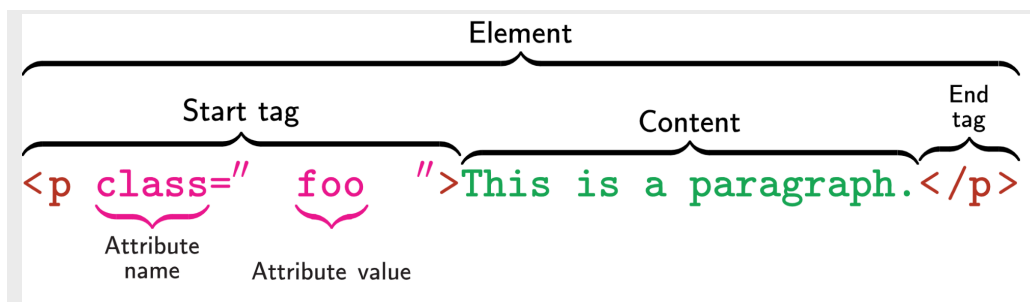 Element
Start tag
Content
End
tag
<p class=" foo ">This is a paragraph.</p>
Attribute
name
Attribute value